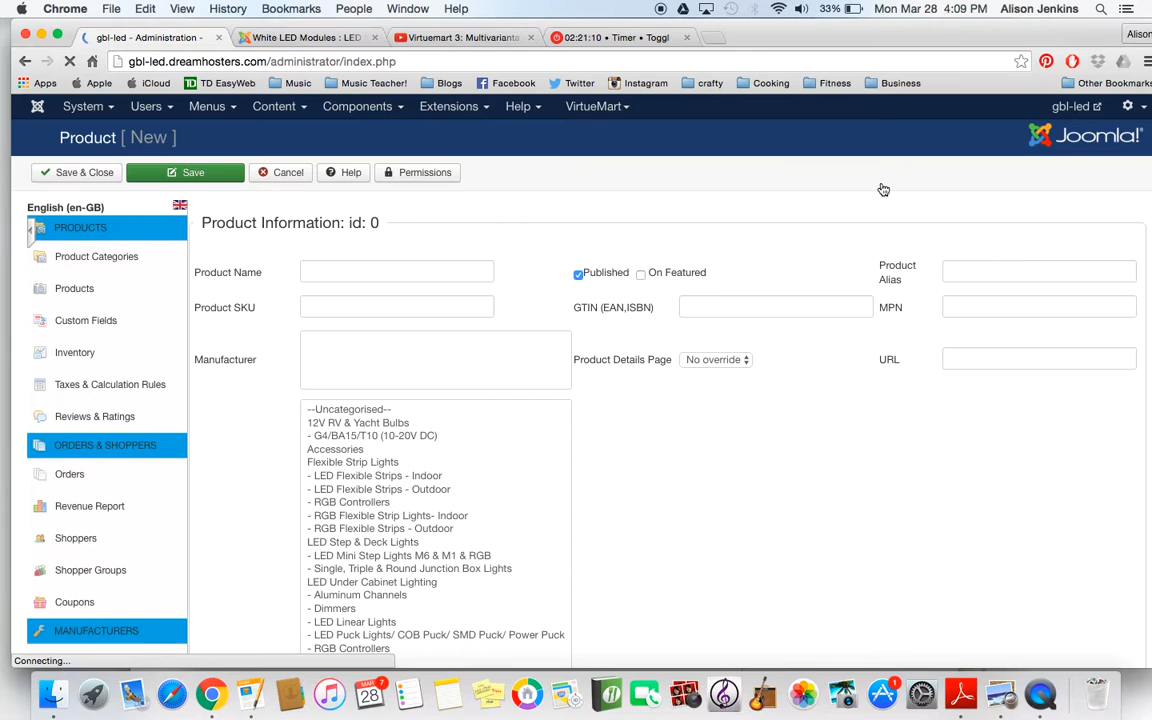 Chrome File Edit View History Bookmarks People Window Help 33% Mon Mar 28 4:09 PM Alison Jenkins
gbl-led - Administration - White LED Modules : LED Virtuemart 3: Multivarianta 02:21:10 • Timer • Toggl Alison
gbl-led.dreamhosters.com/administrator/index.php
Apps Apple iCloud TD EasyWeb Music Music Teacher! Blogs Facebook Twitter Instagram crafty Cooking Fitness Business Other Bookmarks
System Users Menus Content Components Extensions Help VirtueMart gbl-led
Product [ New ] Joomla!
Save & Close Save Cancel Help Permissions
English (en-GB)
PRODUCTS
Product Categories
Products
Custom Fields
Inventory
Taxes & Calculation Rules
Reviews & Ratings
ORDERS & SHOPPERS
Orders
Revenue Report
Shoppers
Shopper Groups
Coupons
MANUFACTURERS
Product Information: id: 0
Product Name Published On Featured Product Alias
Product SKU GTIN (EAN,ISBN) MPN
Manufacturer Product Details Page No override URL
--Uncategorised--
12V RV & Yacht Bulbs
- G4/BA15/T10 (10-20V DC)
Accessories
Flexible Strip Lights
- LED Flexible Strips - Indoor
- LED Flexible Strips - Outdoor
- RGB Controllers
- RGB Flexible Strip Lights- Indoor
- RGB Flexible Strips - Outdoor
LED Step & Deck Lights
- LED Mini Step Lights M6 & M1 & RGB
- Single, Triple & Round Junction Box Lights
LED Under Cabinet Lighting
- Aluminum Channels
- Dimmers
- LED Linear Lights
- LED Puck Lights/ COB Puck/ SMD Puck/ Power Puck
- RGB Controllers
Connecting...
MAR
28
7
1